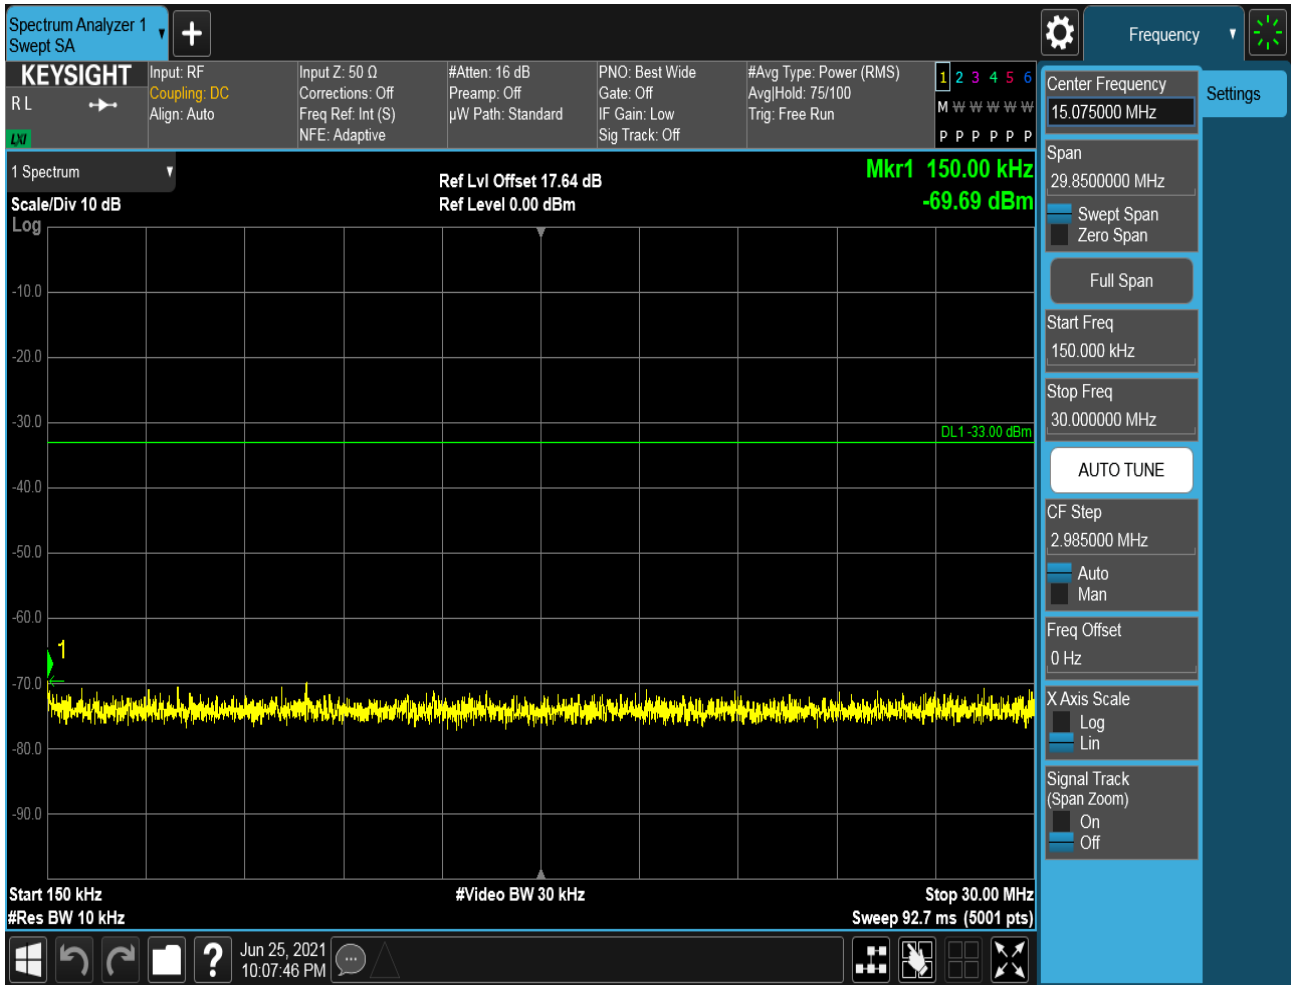 Spectrum Analyzer 1
Swept SA
Frequency
KEYSIGHT
R L
LXI
Input: RF
Coupling: DC
Align: Auto
Input Z: 50 Ω
Corrections: Off
Freq Ref: Int (S)
NFE: Adaptive
#Atten: 16 dB
Preamp: Off
µW Path: Standard
PNO: Best Wide
Gate: Off
IF Gain: Low
Sig Track: Off
#Avg Type: Power (RMS)
Avg|Hold: 75/100
Trig: Free Run
1 2 3 4 5 6
M W W W W W
P P P P P P
1 Spectrum
Scale/Div 10 dB
Log
Ref Lvl Offset 17.64 dB
Ref Level 0.00 dBm
Mkr1 150.00 kHz
-69.69 dBm
-10.0
-20.0
-30.0
DL1 -33.00 dBm
-40.0
-50.0
-60.0
1
-70.0
-80.0
-90.0
Start 150 kHz
#Video BW 30 kHz
Stop 30.00 MHz
#Res BW 10 kHz
Sweep 92.7 ms (5001 pts)
Jun 25, 2021
10:07:46 PM
Center Frequency
15.075000 MHz
Settings
Span
29.8500000 MHz
Swept Span
Zero Span
Full Span
Start Freq
150.000 kHz
Stop Freq
30.000000 MHz
AUTO TUNE
CF Step
2.985000 MHz
Auto
Man
Freq Offset
0 Hz
X Axis Scale
Log
Lin
Signal Track
(Span Zoom)
On
Off